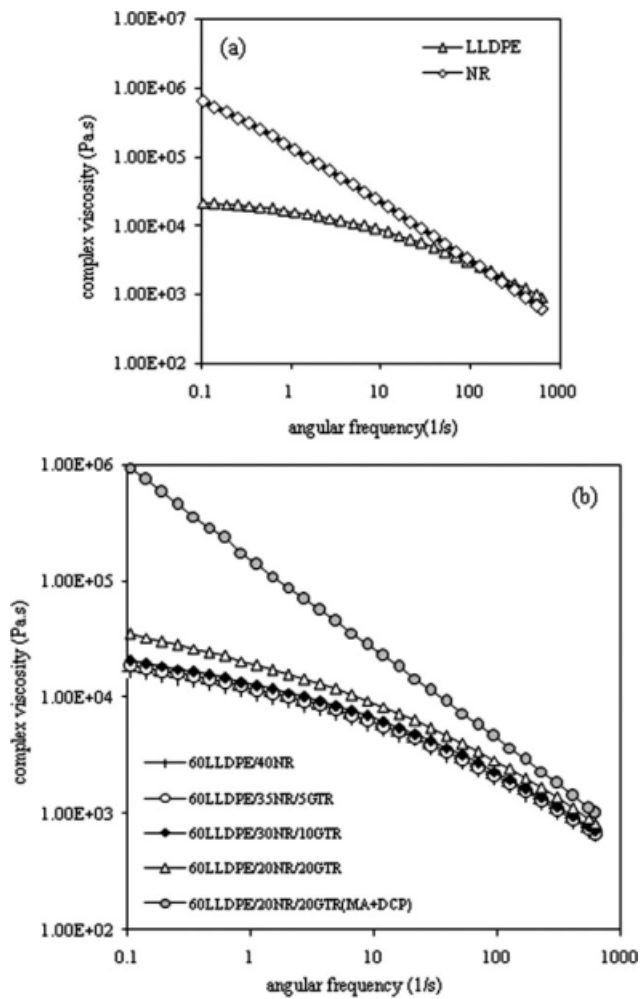 1.00E+07
(a)
LLDPE
NR
1.00E+06
1.00E+05
1.00E+04
1.00E+03
1.00E+02
complex viscosity (Pa.s)
0.1
1
10
100
1000
angular frequency(1/s)
1.00E+06
(b)
1.00E+05
1.00E+04
1.00E+03
1.00E+02
complex viscosity (Pa.s)
60LLDPE/40NR
60LLDPE/35NR/5GTR
60LLDPE/30NR/10GTR
60LLDPE/20NR/20GTR
60LLDPE/20NR/20GTR(MA+DCP)
0.1
1
10
100
1000
angular frequency (1/s)